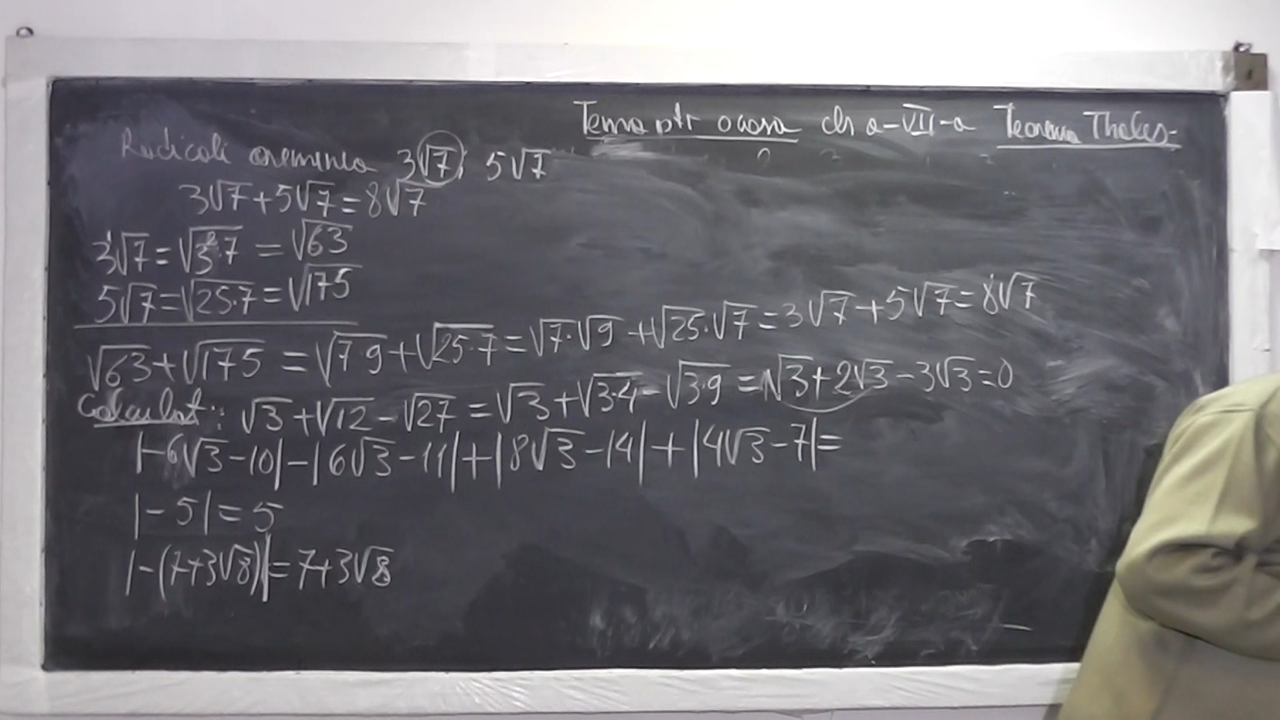 Tema ptr acasa cls a-VII-a Teorema Thales-
Radicali asemenea 3√7; 5√7
3√7+5√7=8√7
3√7=√3²·7 = √63
5√7=√25·7=√175
√63+√175 = √7·9+√25·7=√7·√9+√25·√7=3√7+5√7=8√7
Calculati: √3+√12-√27 = √3+√3·4-√3·9 = √3+2√3-3√3=0
|-6√3-10|-|6√3-11|+|8√3-14|+|4√3-7|=
|-5|=5
|-(7+3√8)|=7+3√8